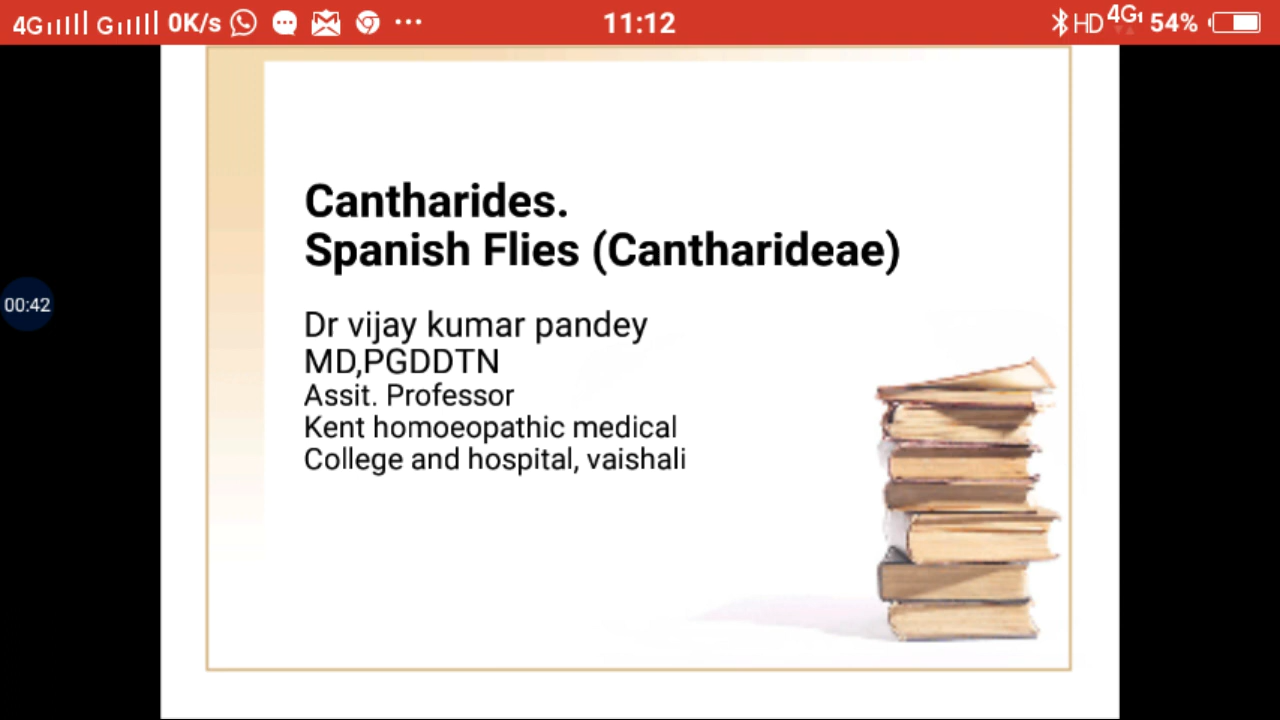 4G G 0K/s 11:12 HD 4G 54%
Cantharides.
Spanish Flies (Cantharideae)
00:42
Dr vijay kumar pandey
MD,PGDDTN
Assit. Professor
Kent homoeopathic medical
College and hospital, vaishali